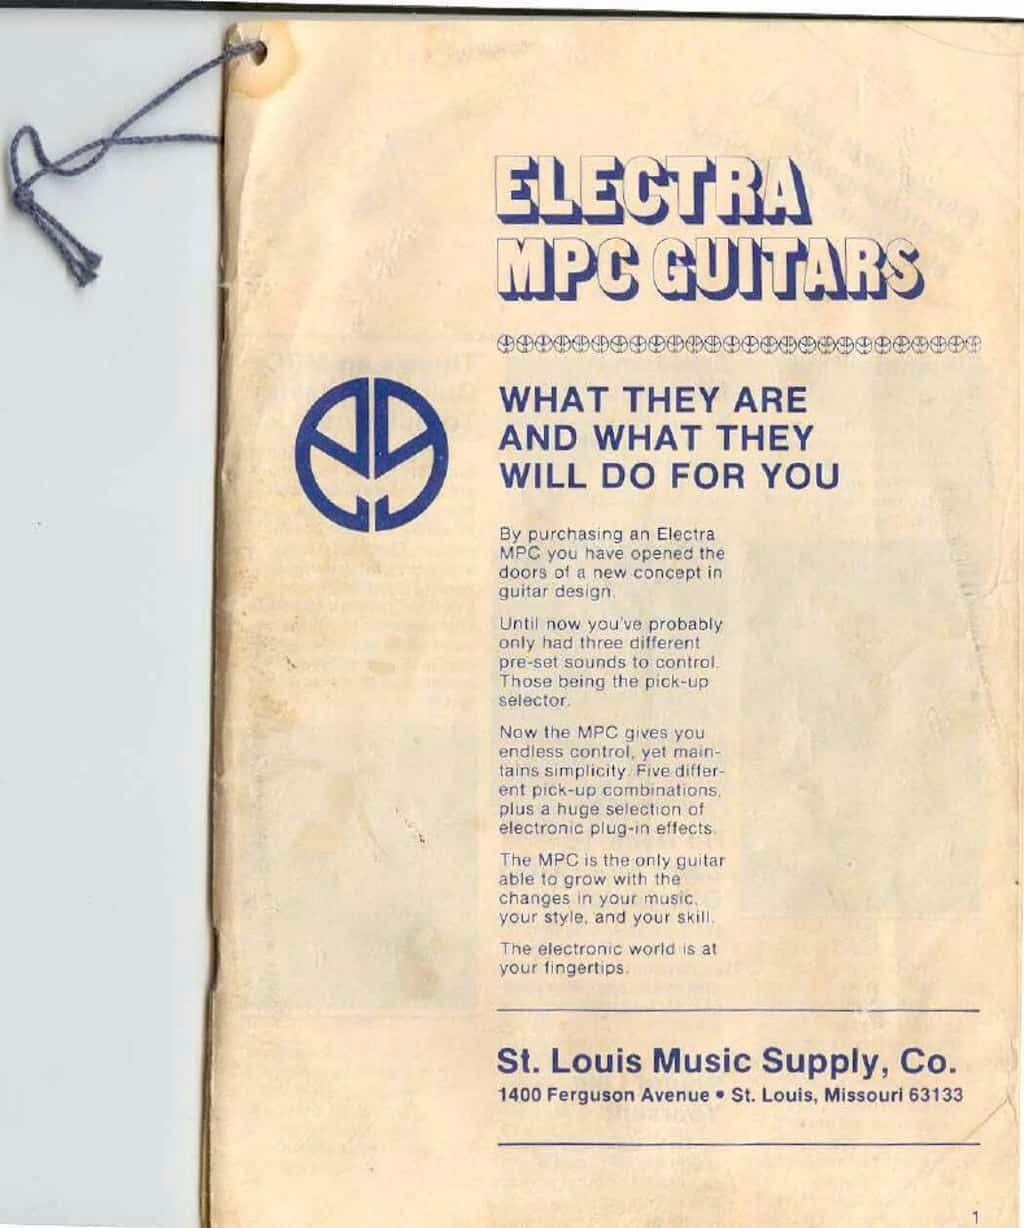 ELECTRA
MPC GUITARS
WHAT THEY ARE
AND WHAT THEY
WILL DO FOR YOU
By purchasing an Electra
MPC you have opened the
doors of a new concept in
guitar design.
Until now you've probably
only had three different
pre-set sounds to control.
Those being the pick-up
selector.
Now the MPC gives you
endless control, yet main-
tains simplicity. Five differ-
ent pick-up combinations,
plus a huge selection of
electronic plug-in effects.
The MPC is the only guitar
able to grow with the
changes in your music,
your style, and your skill.
The electronic world is at
your fingertips.
St. Louis Music Supply, Co.
1400 Ferguson Avenue • St. Louis, Missouri 63133
1